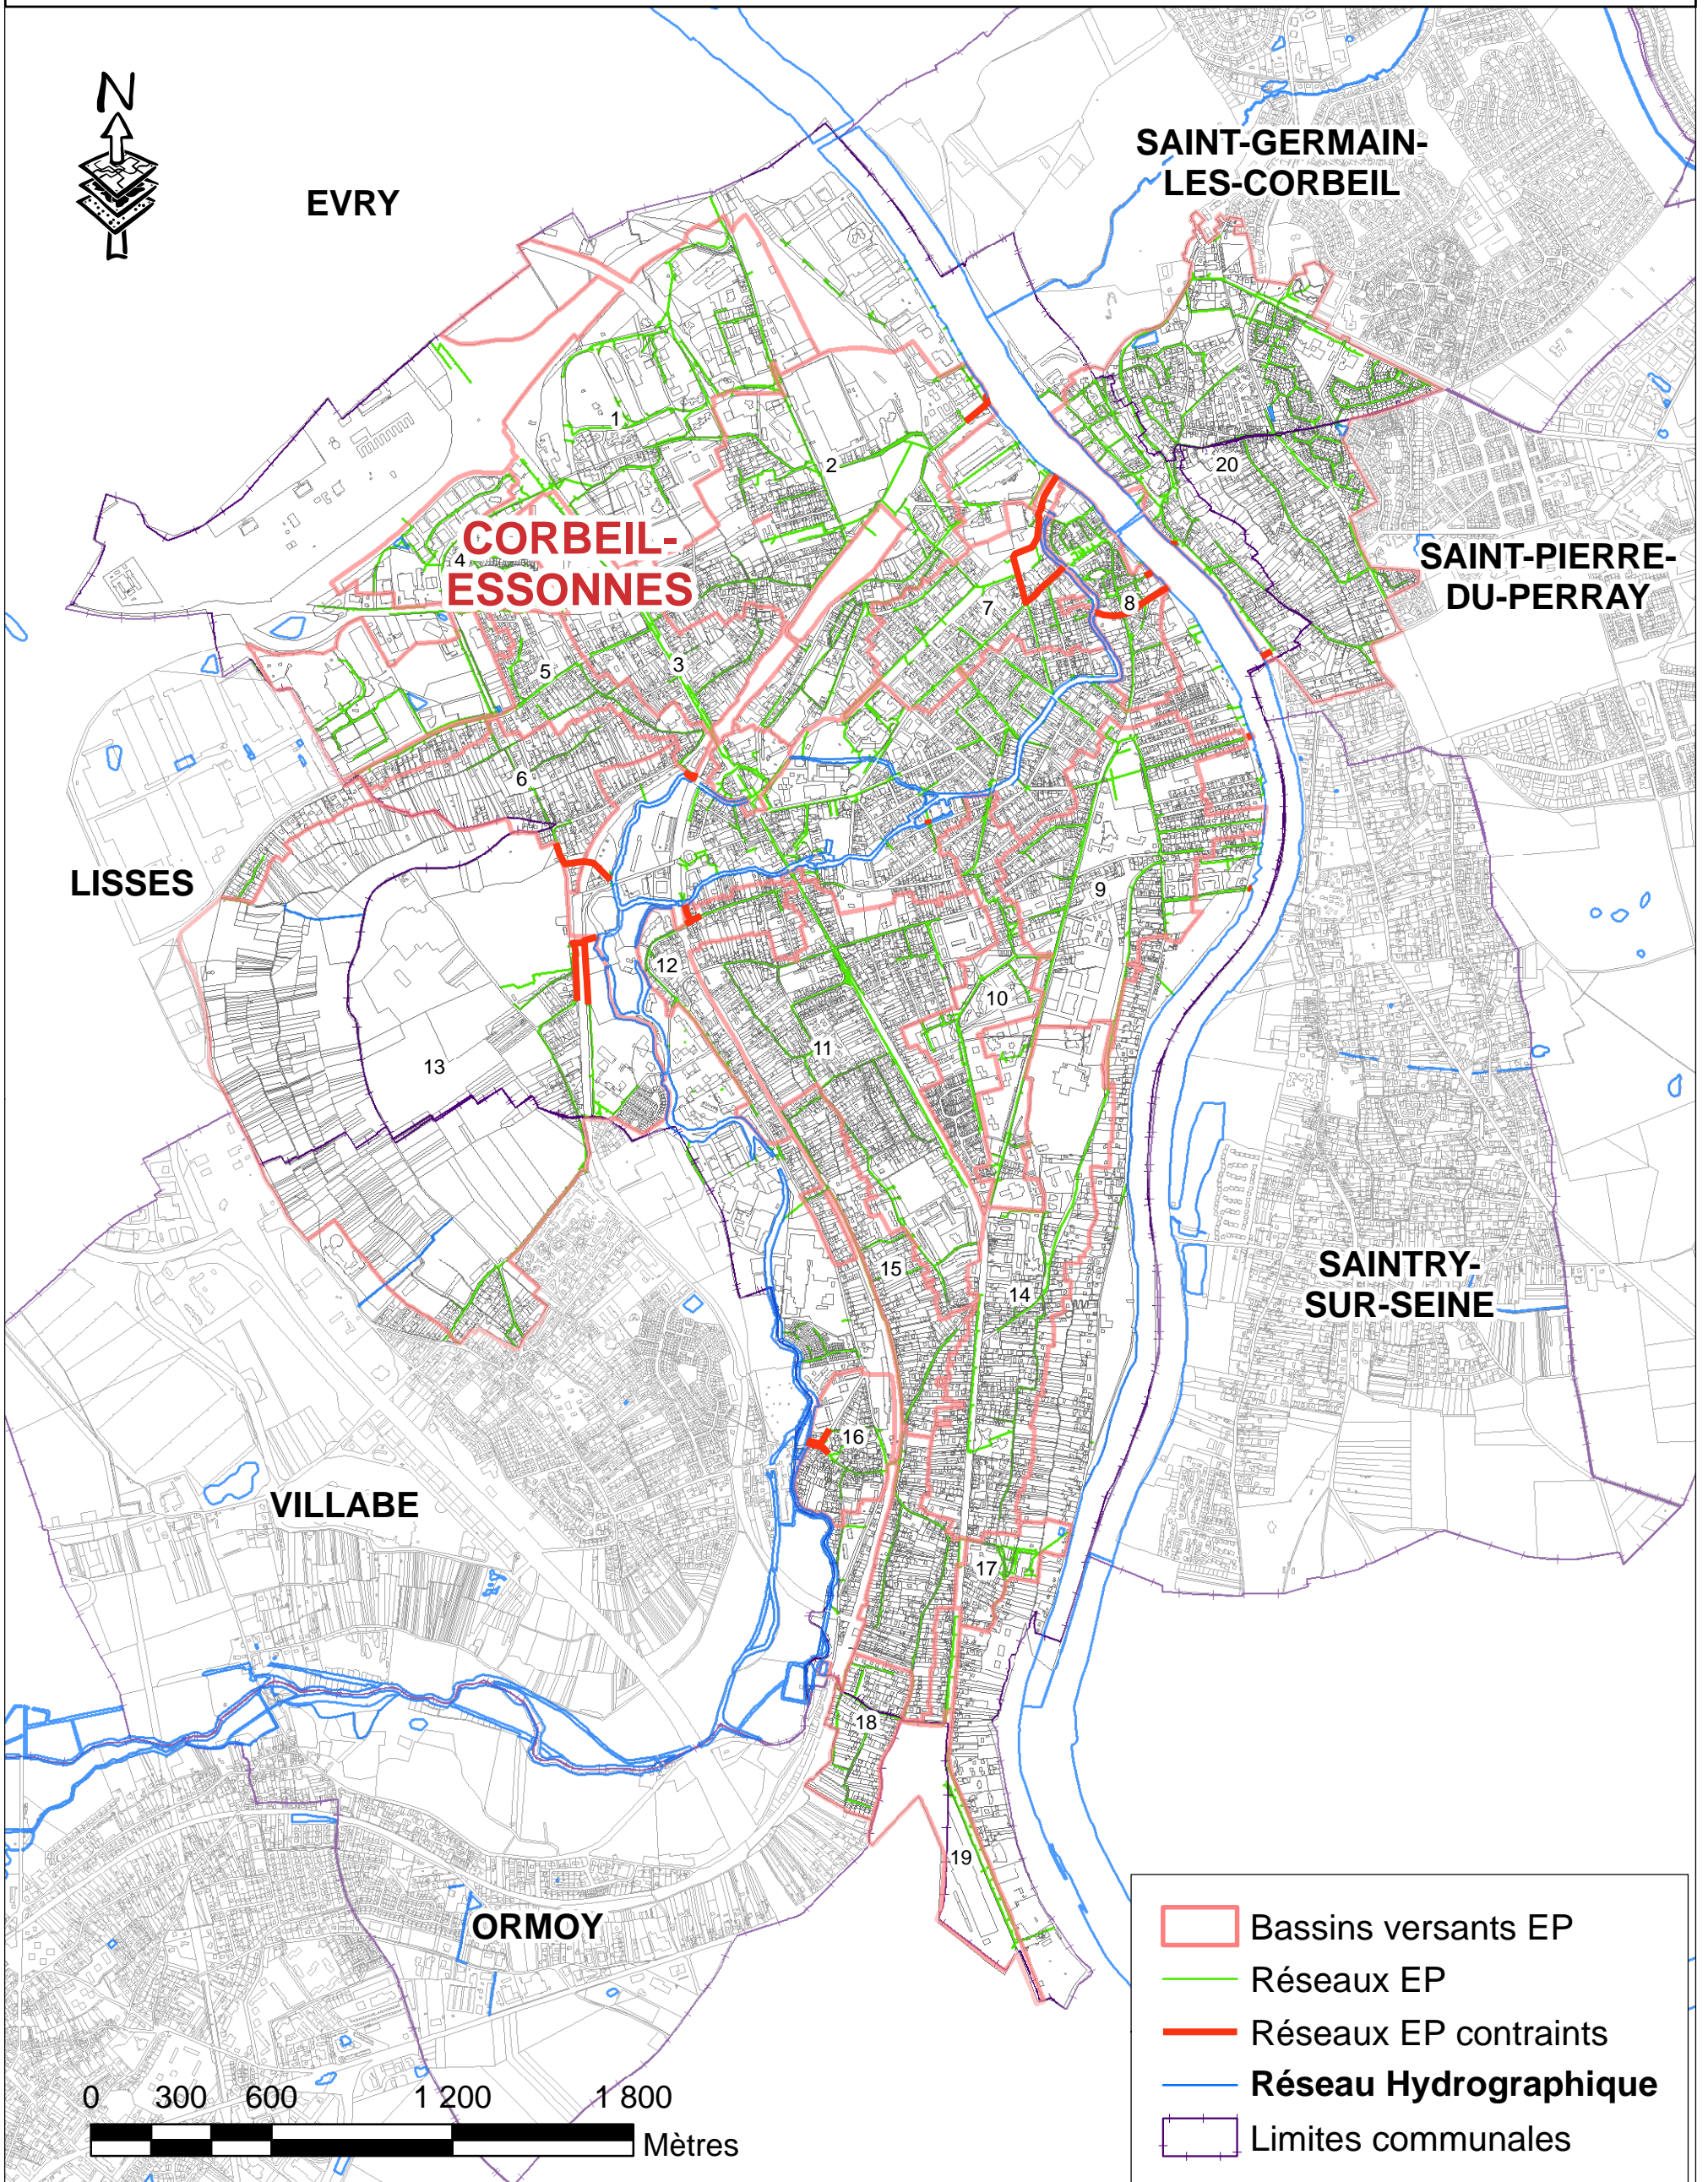 N
EVRY
SAINT-GERMAIN-
LES-CORBEIL
1
2
20
CORBEIL-
ESSONNES
4
SAINT-PIERRE-
DU-PERRAY
7
8
5
3
6
LISSES
9
12
10
11
13
15
14
SAINTRY-
SUR-SEINE
16
VILLABE
17
18
19
ORMOY
Bassins versants EP
Réseaux EP
Réseaux EP contraints
Réseau Hydrographique
Limites communales
0 300 600 1 200 1 800
Mètres